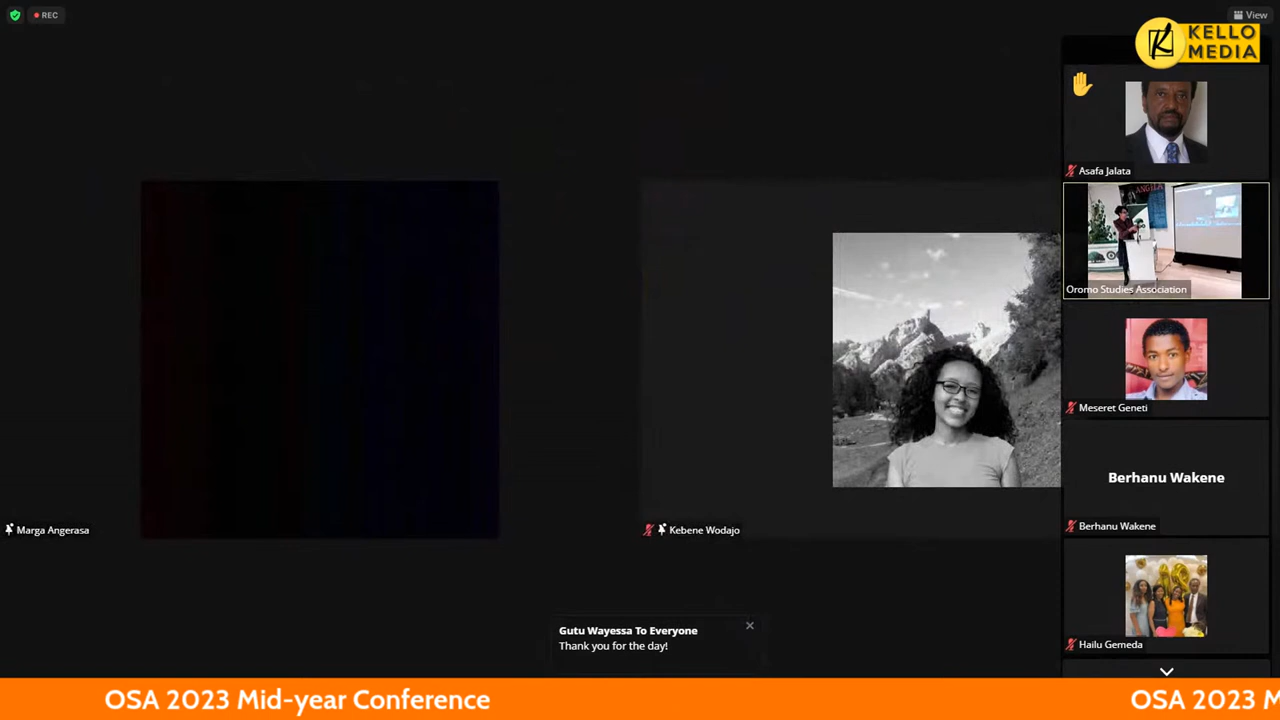 REC
View
KELLO
MEDIA
Asafa Jalata
Oromo Studies Association
Meseret Geneti
Berhanu Wakene
Berhanu Wakene
Hailu Gemeda
Marga Angerasa
Kebene Wodajo
Gutu Wayessa To Everyone
Thank you for the day!
OSA 2023 Mid-year Conference
OSA 2023 M